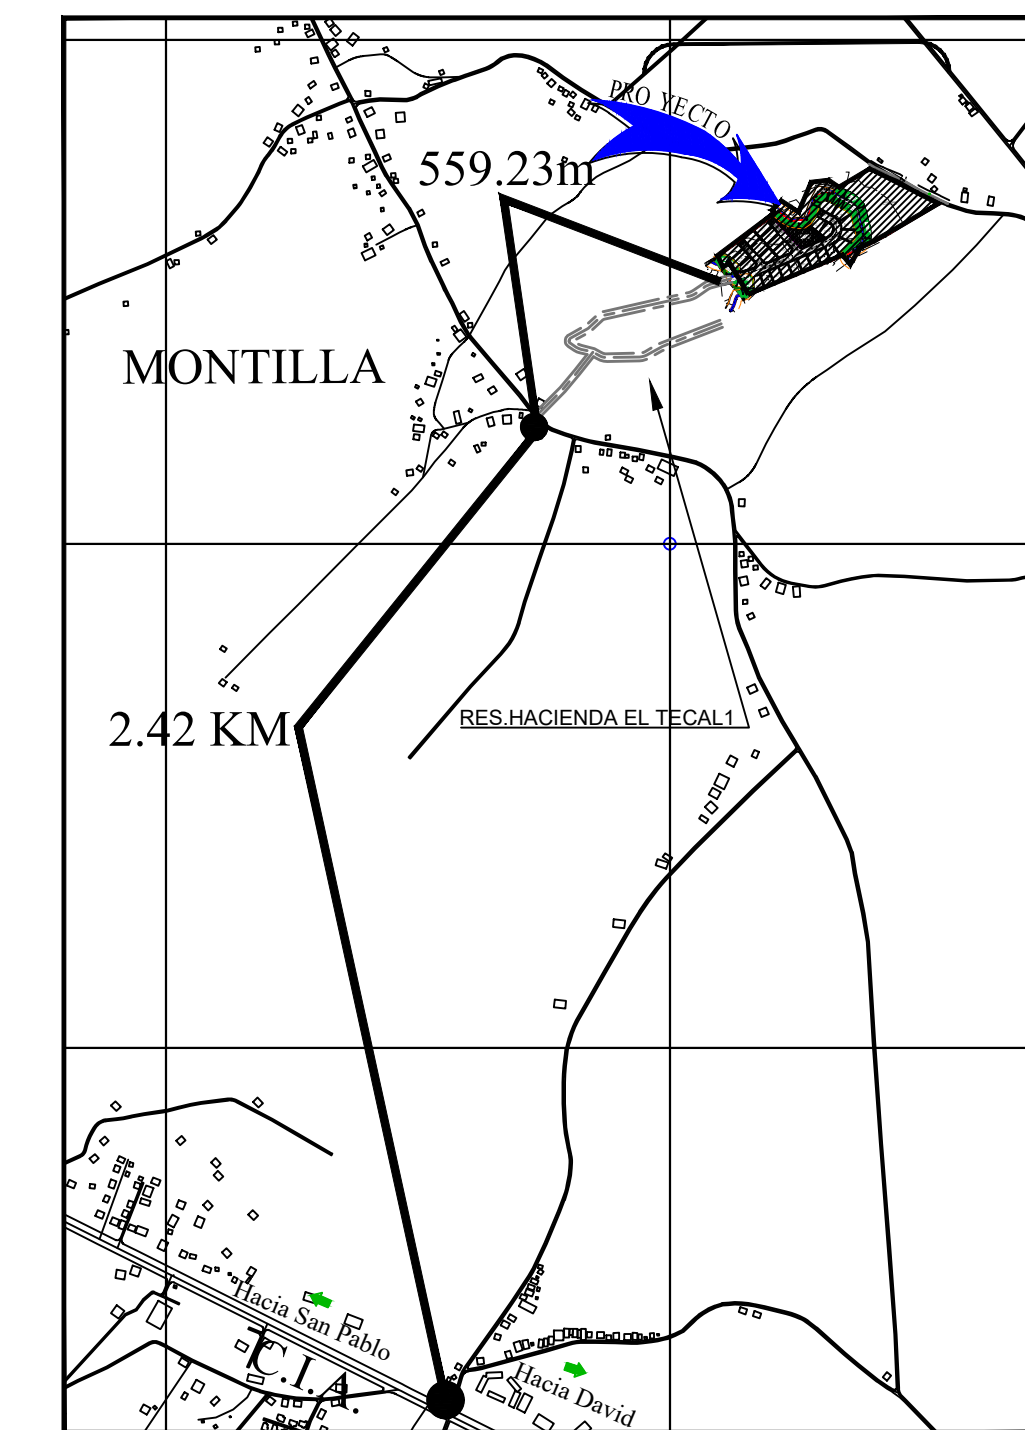 PRO YECTO
559.23m
MONTILLA
2.42 KM
RES.HACIENDA EL TECAL1
Hacia San Pablo
C.I.A.
Hacia David